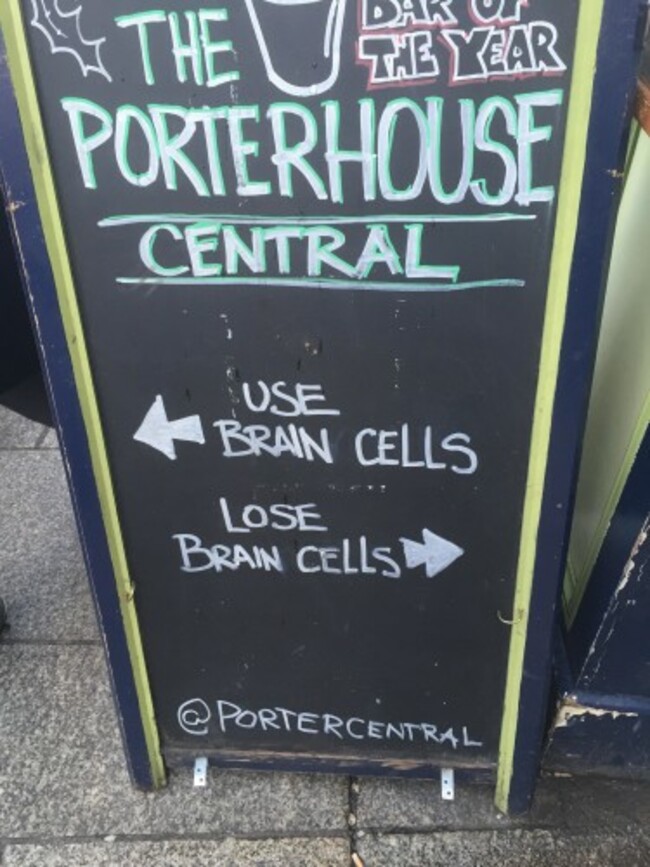 THE
BAR OF
THE YEAR
PORTERHOUSE
CENTRAL
USE
BRAIN CELLS
LOSE
BRAIN CELLS
@PORTERCENTRAL